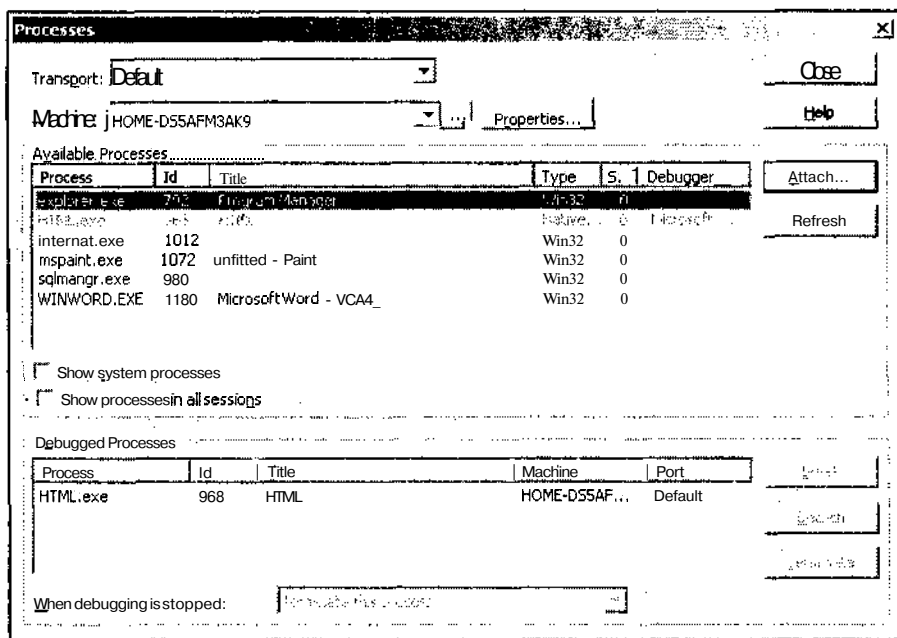 Processes
Transport: Default
Close
Machine: HOME-DS5AFM3AK9 ... Properties...
Help
Available Processes
Process Id Title Type S. Debugger
Attach...
explorer.exe Program Manager Win32 0
Refresh
internat.exe 1012 Win32 0
mspaint.exe 1072 unfitted - Paint Win32 0
sqlmangr.exe 980 Win32 0
WINWORD.EXE 1180 Microsoft Word - VCA4_ Win32 0
Show system processes
Show processes in all sessions
Debugged Processes
Process Id Title Machine Port
HTML.exe 968 HTML HOME-DS5AF... Default
When debugging is stopped: